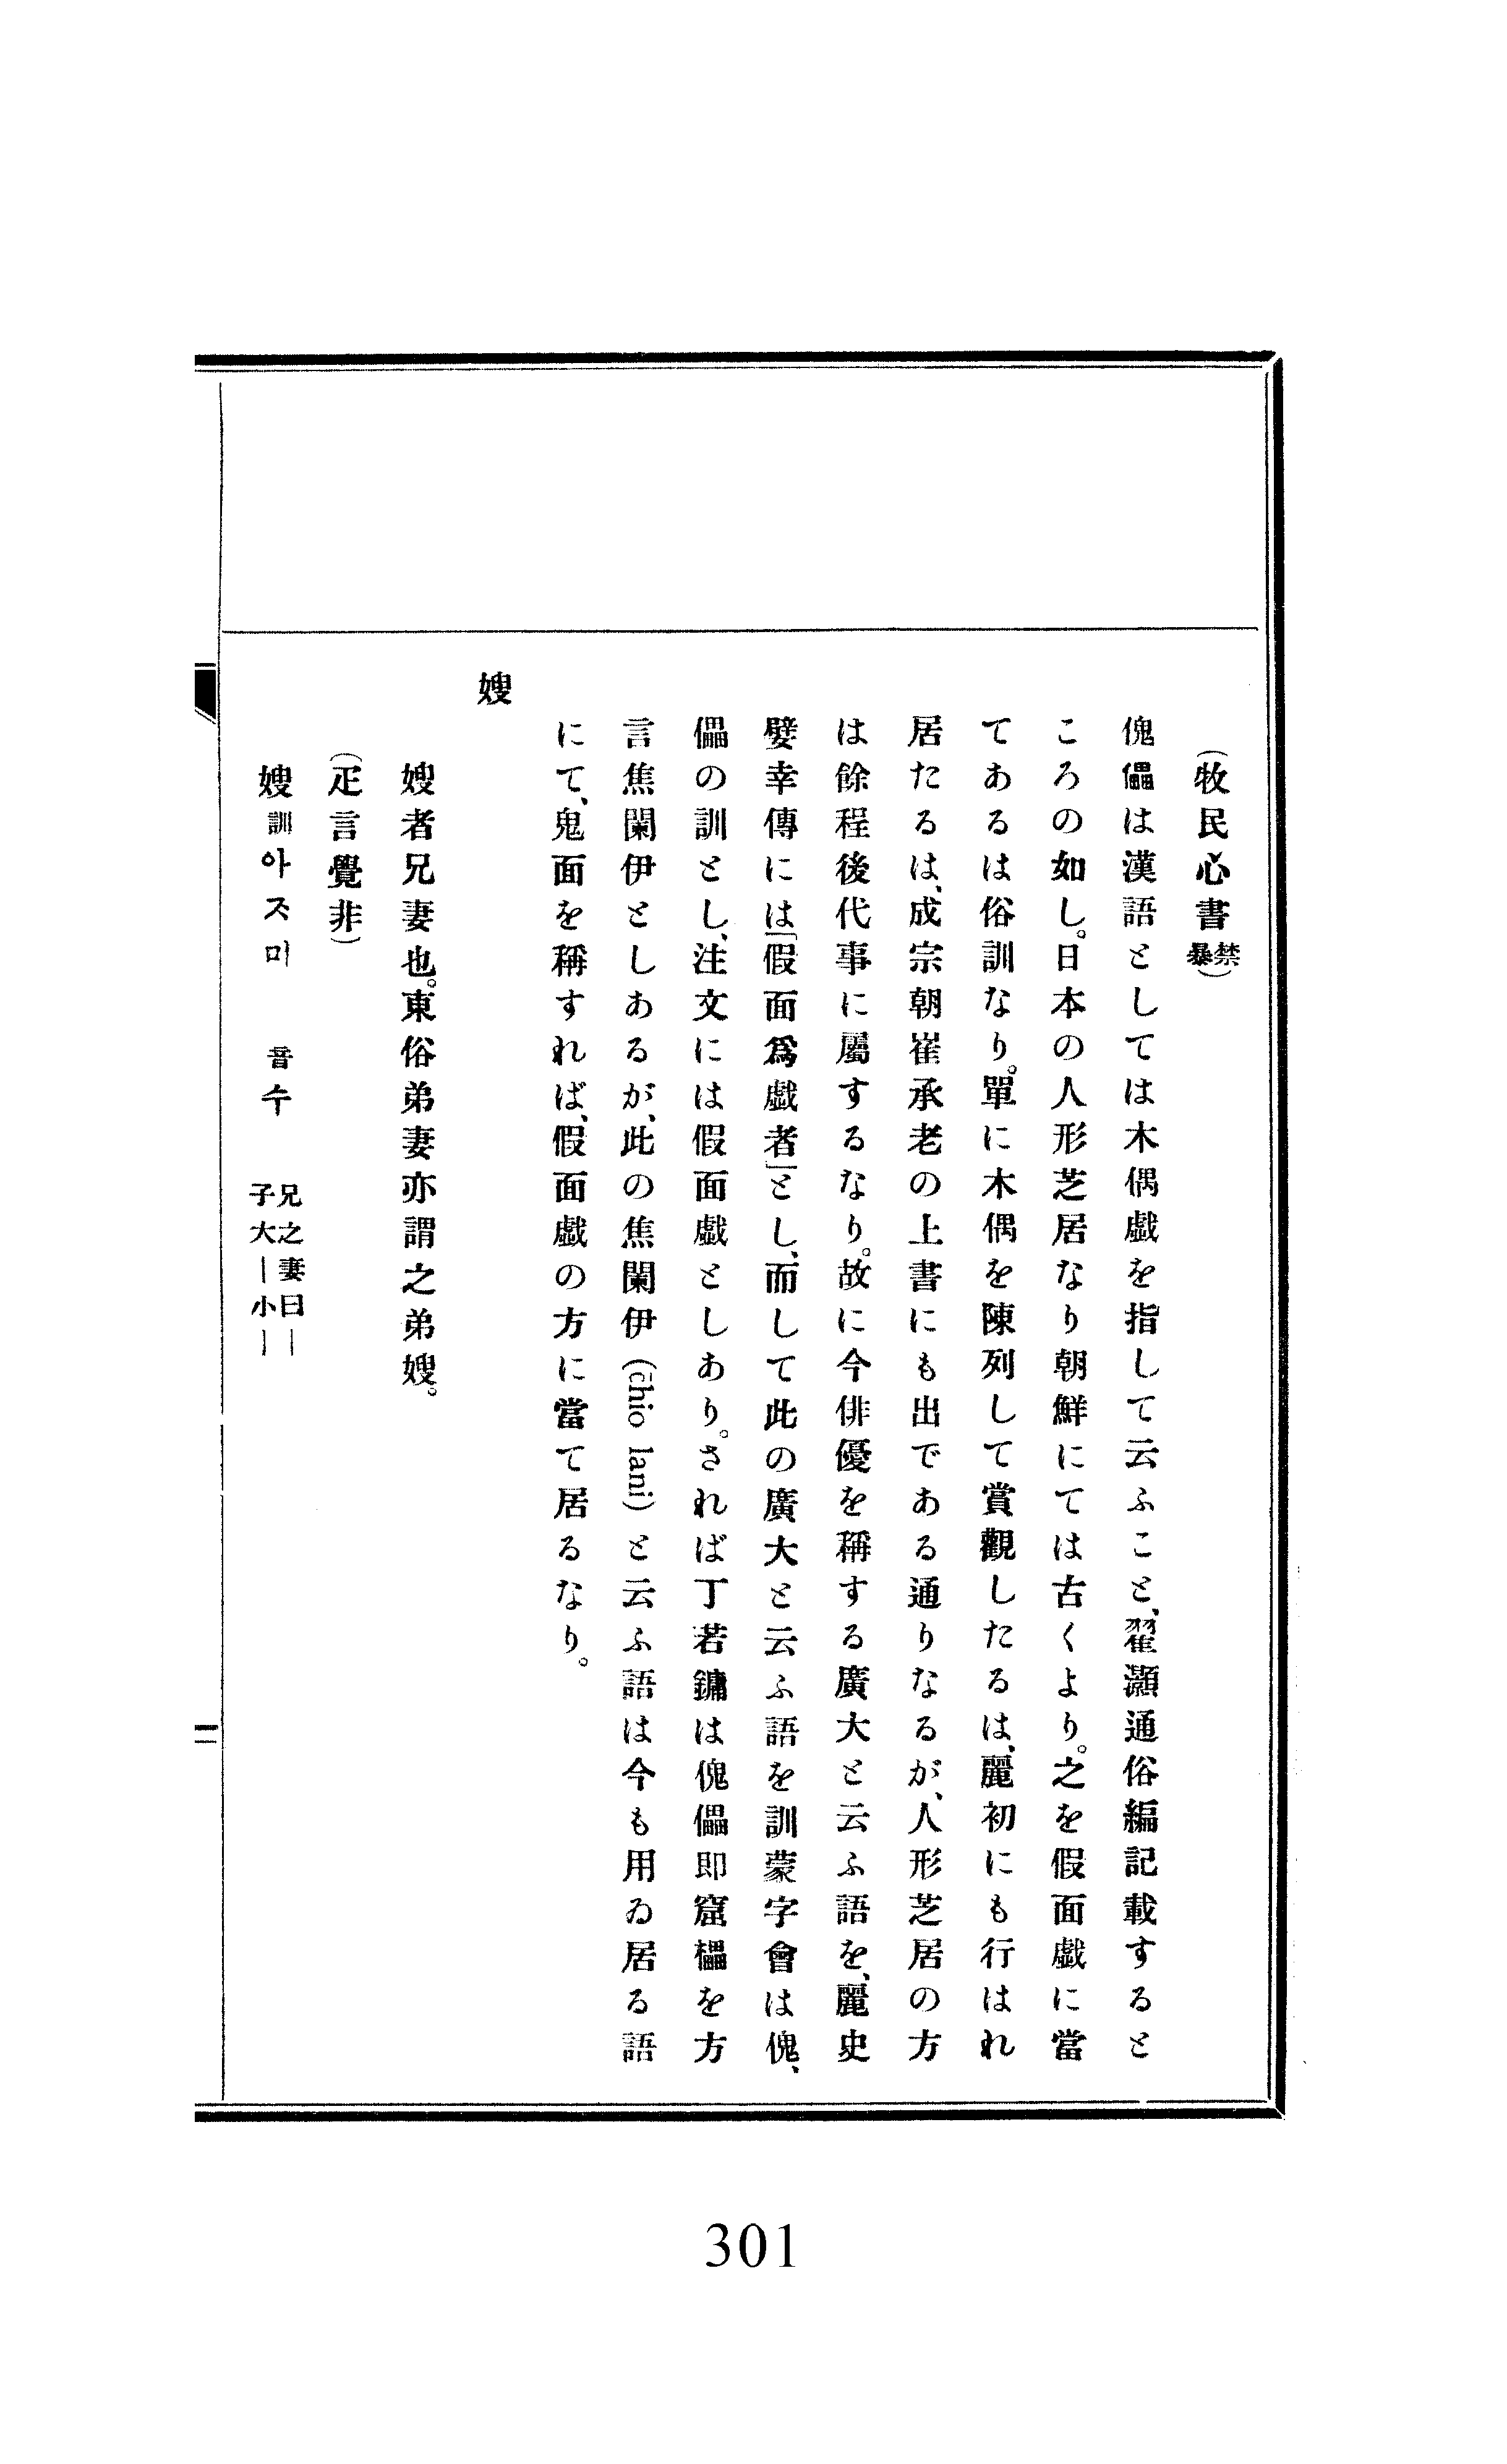 （牧民心書禁暴）
傀儡は漢語としては木偶戯を指して云ふこと、翟灝通俗編記載すると
ころの如し。日本の人形芝居なり朝鮮にては古くより。之を假面戯に當
てあるは俗訓なり。單に木偶を陳列して賞觀したるは、麗初にも行はれ
居たるは、成宗朝崔承老の上書にも出である通りなるが、人形芝居の方
は餘程後代事に屬するなり。故に今俳優を稱する廣大と云ふ語を、麗史
嬖幸傳には「假面爲戯者」とし、而して此の廣大と云ふ語を訓蒙字會は傀、
儡の訓とし、注文には假面戯としあり。されば丁若鏞は傀儡即窟櫑を方
言焦闌伊としあるが、此の焦闌伊（chio lani）と云ふ語は今も用ゐ居る語
にて、鬼面を稱すれば、假面戯の方に當て居るなり。
嫂
嫂者兄妻也。東俗弟妻亦謂之弟嫂。
（疋言覺非）
嫂 訓 아ᄌᆞ미 音 수 兄之妻曰｜子大｜小｜
二
301